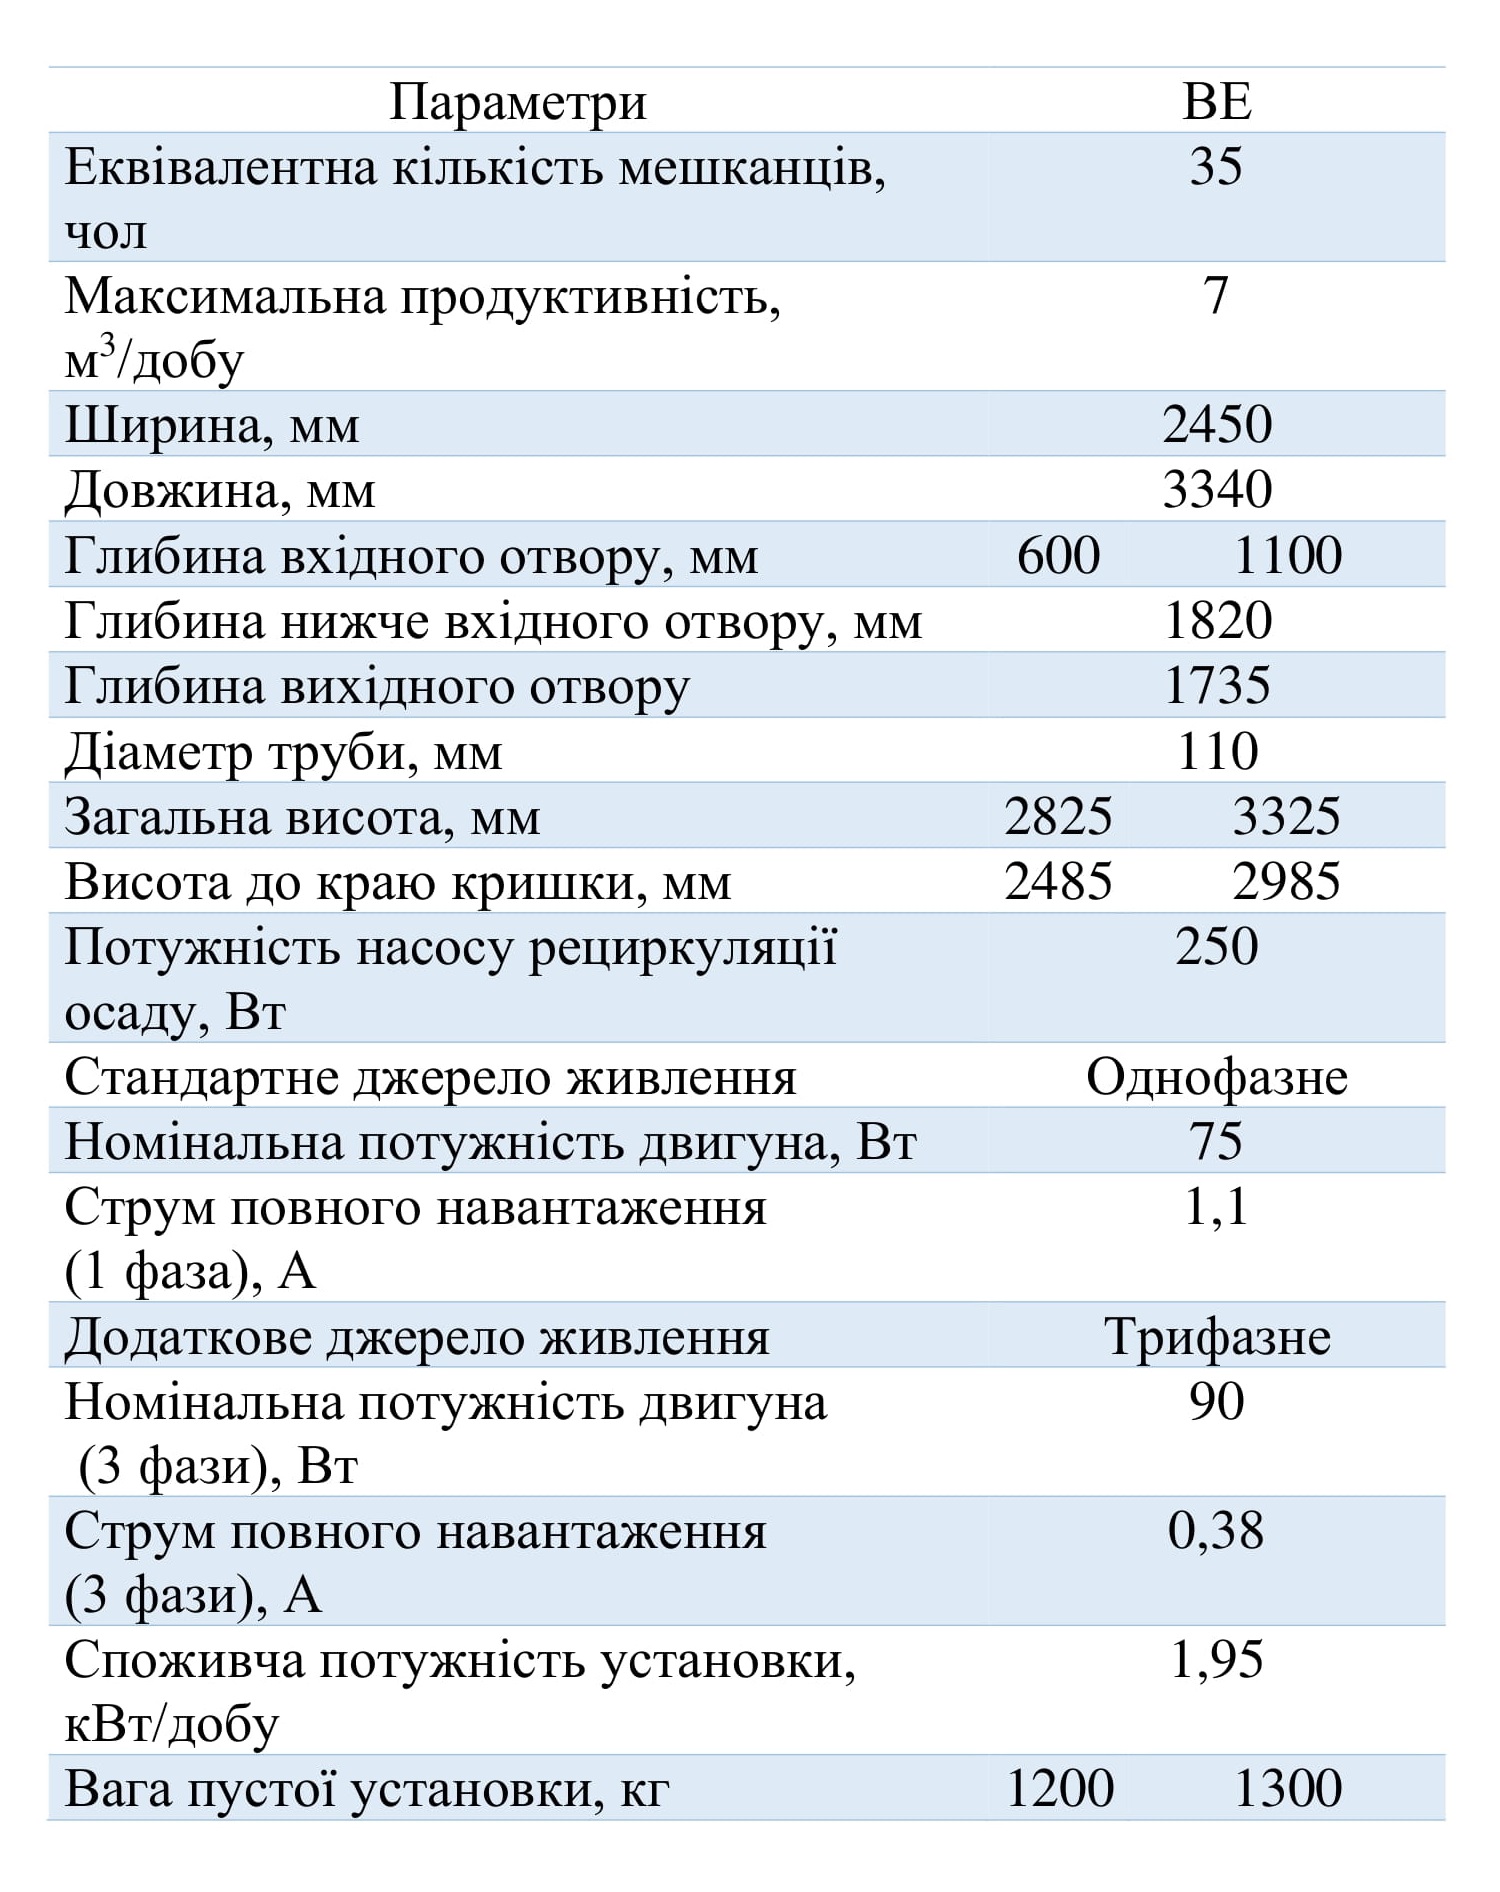 Параметри ВЕ
Еквівалентна кількість мешканців, 35
чол
Максимальна продуктивність, 7
м³/добу
Ширина, мм 2450
Довжина, мм 3340
Глибина вхідного отвору, мм 600 1100
Глибина нижче вхідного отвору, мм 1820
Глибина вихідного отвору 1735
Діаметр труби, мм 110
Загальна висота, мм 2825 3325
Висота до краю кришки, мм 2485 2985
Потужність насосу рециркуляції 250
осаду, Вт
Стандартне джерело живлення Однофазне
Номінальна потужність двигуна, Вт 75
Струм повного навантаження 1,1
(1 фаза), А
Додаткове джерело живлення Трифазне
Номінальна потужність двигуна 90
(3 фази), Вт
Струм повного навантаження 0,38
(3 фази), А
Споживча потужність установки, 1,95
кВт/добу
Вага пустої установки, кг 1200 1300